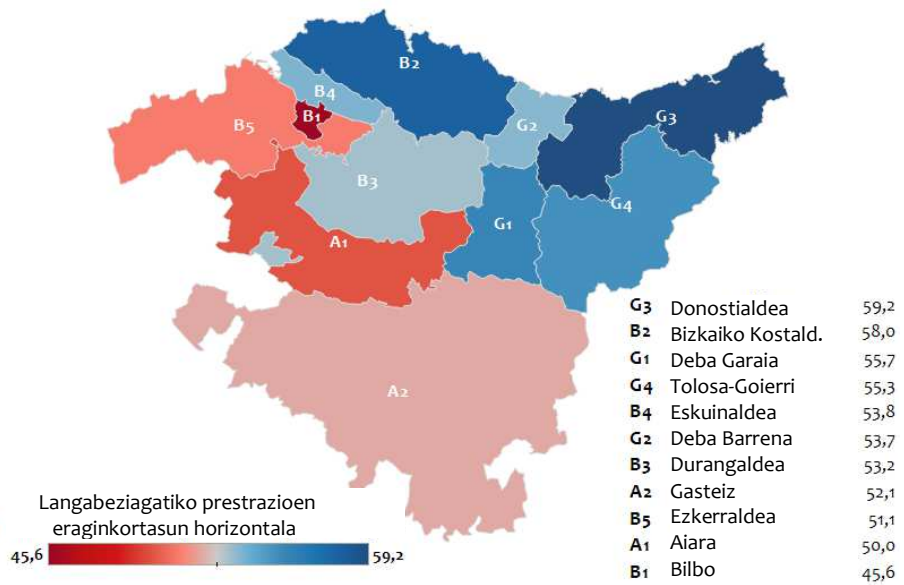 B2
B4
B1
B5
G2
G3
B3
G4
G1
A1
A2
G3 Donostialdea 59,2
B2 Bizkaiko Kostald. 58,0
G1 Deba Garaia 55,7
G4 Tolosa-Goierri 55,3
B4 Eskuinaldea 53,8
G2 Deba Barrena 53,7
B3 Durangaldea 53,2
A2 Gasteiz 52,1
B5 Ezkerraldea 51,1
A1 Aiara 50,0
B1 Bilbo 45,6
Langabeziagatiko prestrazioen
eraginkortasun horizontala
45,6 59,2